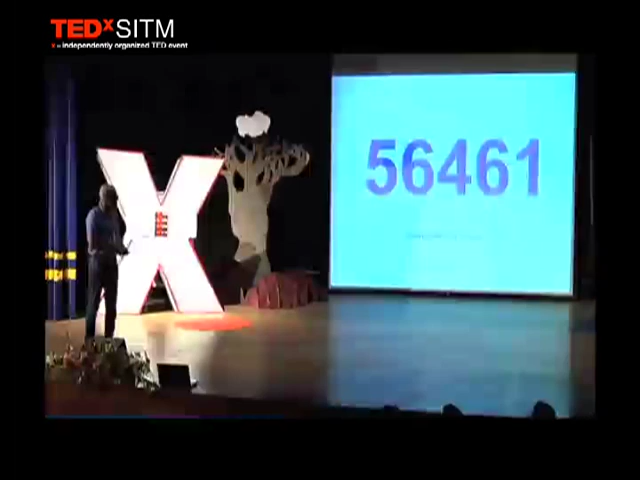 TEDxSITM
x = independently organized TED event
56461
X